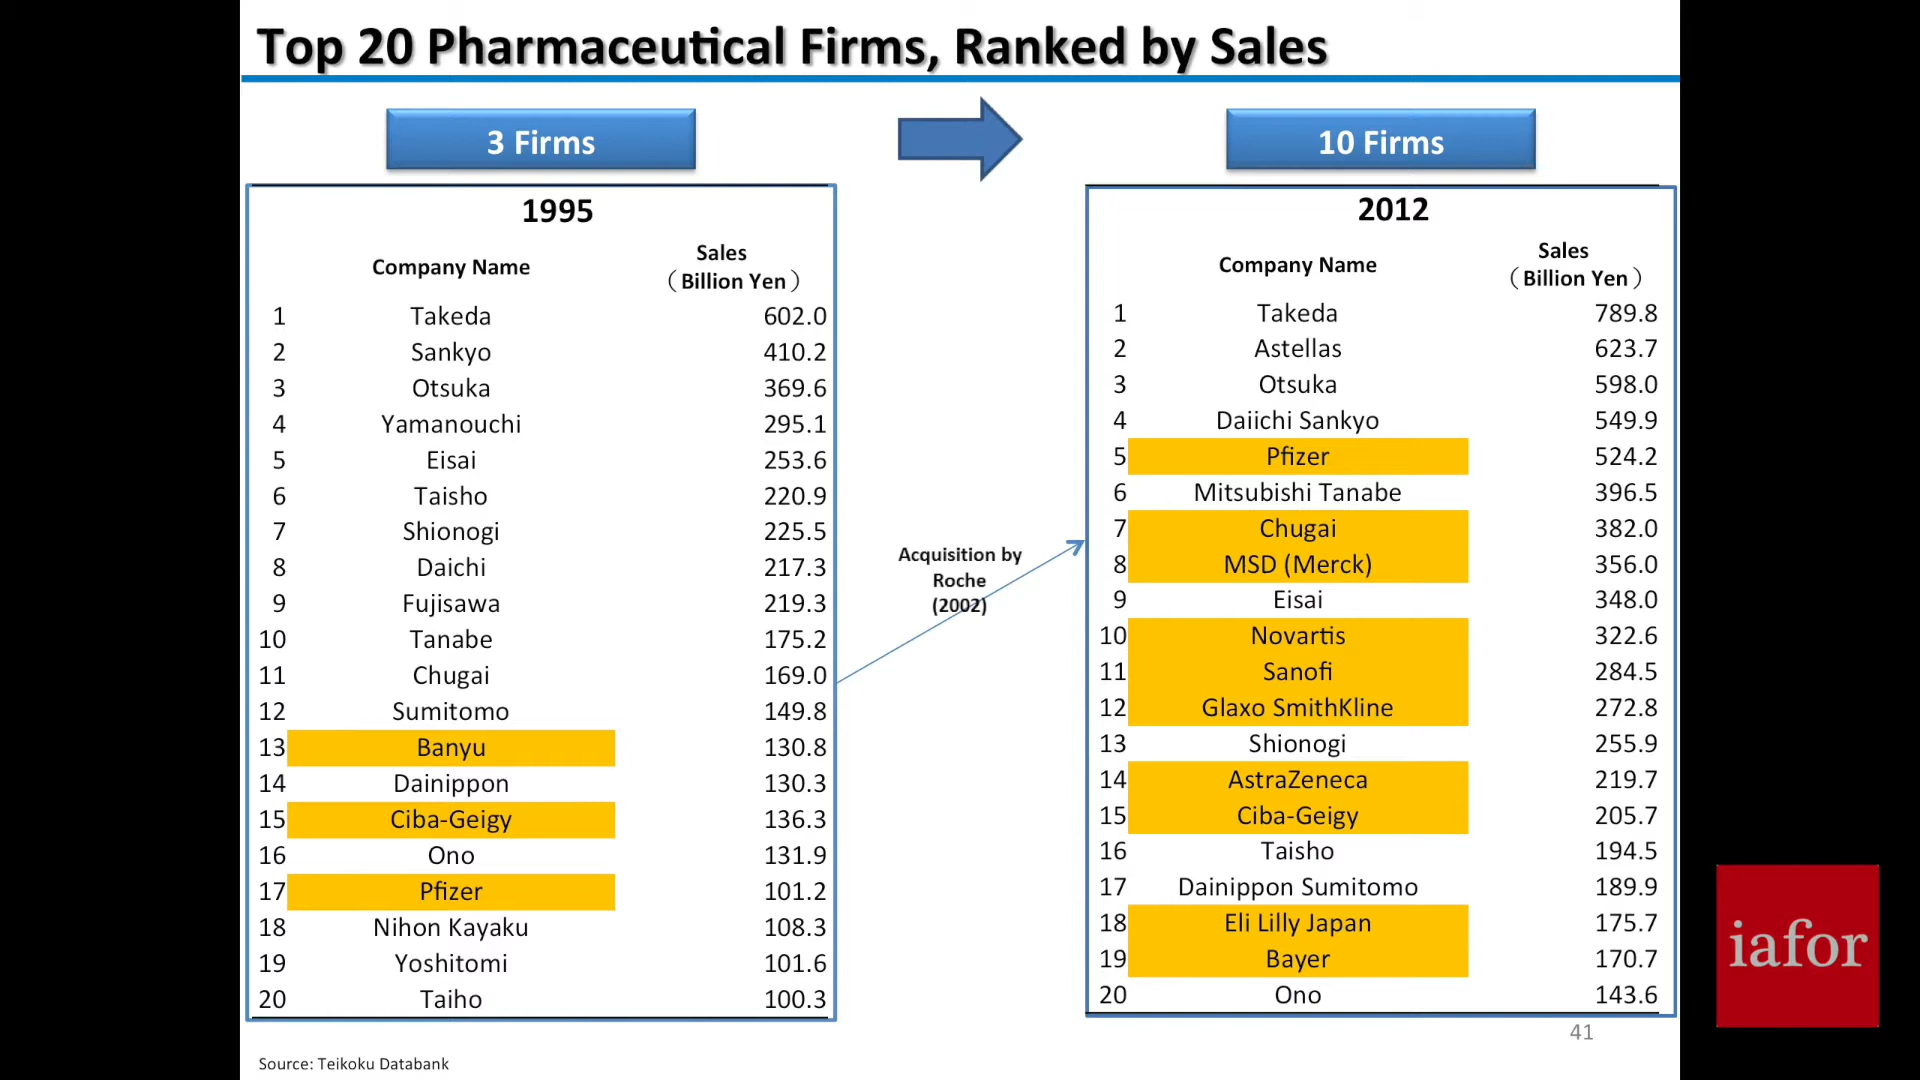 Top 20 Pharmaceutical Firms, Ranked by Sales
3 Firms
10 Firms
1995
Company Name Sales (Billion Yen)
1 Takeda 602.0
2 Sankyo 410.2
3 Otsuka 369.6
4 Yamanouchi 295.1
5 Eisai 253.6
6 Taisho 220.9
7 Shionogi 225.5
8 Daichi 217.3
9 Fujisawa 219.3
10 Tanabe 175.2
11 Chugai 169.0
12 Sumitomo 149.8
13 Banyu 130.8
14 Dainippon 130.3
15 Ciba-Geigy 136.3
16 Ono 131.9
17 Pfizer 101.2
18 Nihon Kayaku 108.3
19 Yoshitomi 101.6
20 Taiho 100.3
Acquisition by
Roche
(2002)
2012
Company Name Sales (Billion Yen)
1 Takeda 789.8
2 Astellas 623.7
3 Otsuka 598.0
4 Daiichi Sankyo 549.9
5 Pfizer 524.2
6 Mitsubishi Tanabe 396.5
7 Chugai 382.0
8 MSD (Merck) 356.0
9 Eisai 348.0
10 Novartis 322.6
11 Sanofi 284.5
12 Glaxo SmithKline 272.8
13 Shionogi 255.9
14 AstraZeneca 219.7
15 Ciba-Geigy 205.7
16 Taisho 194.5
17 Dainippon Sumitomo 189.9
18 Eli Lilly Japan 175.7
19 Bayer 170.7
20 Ono 143.6
41
Source: Teikoku Databank
iafor